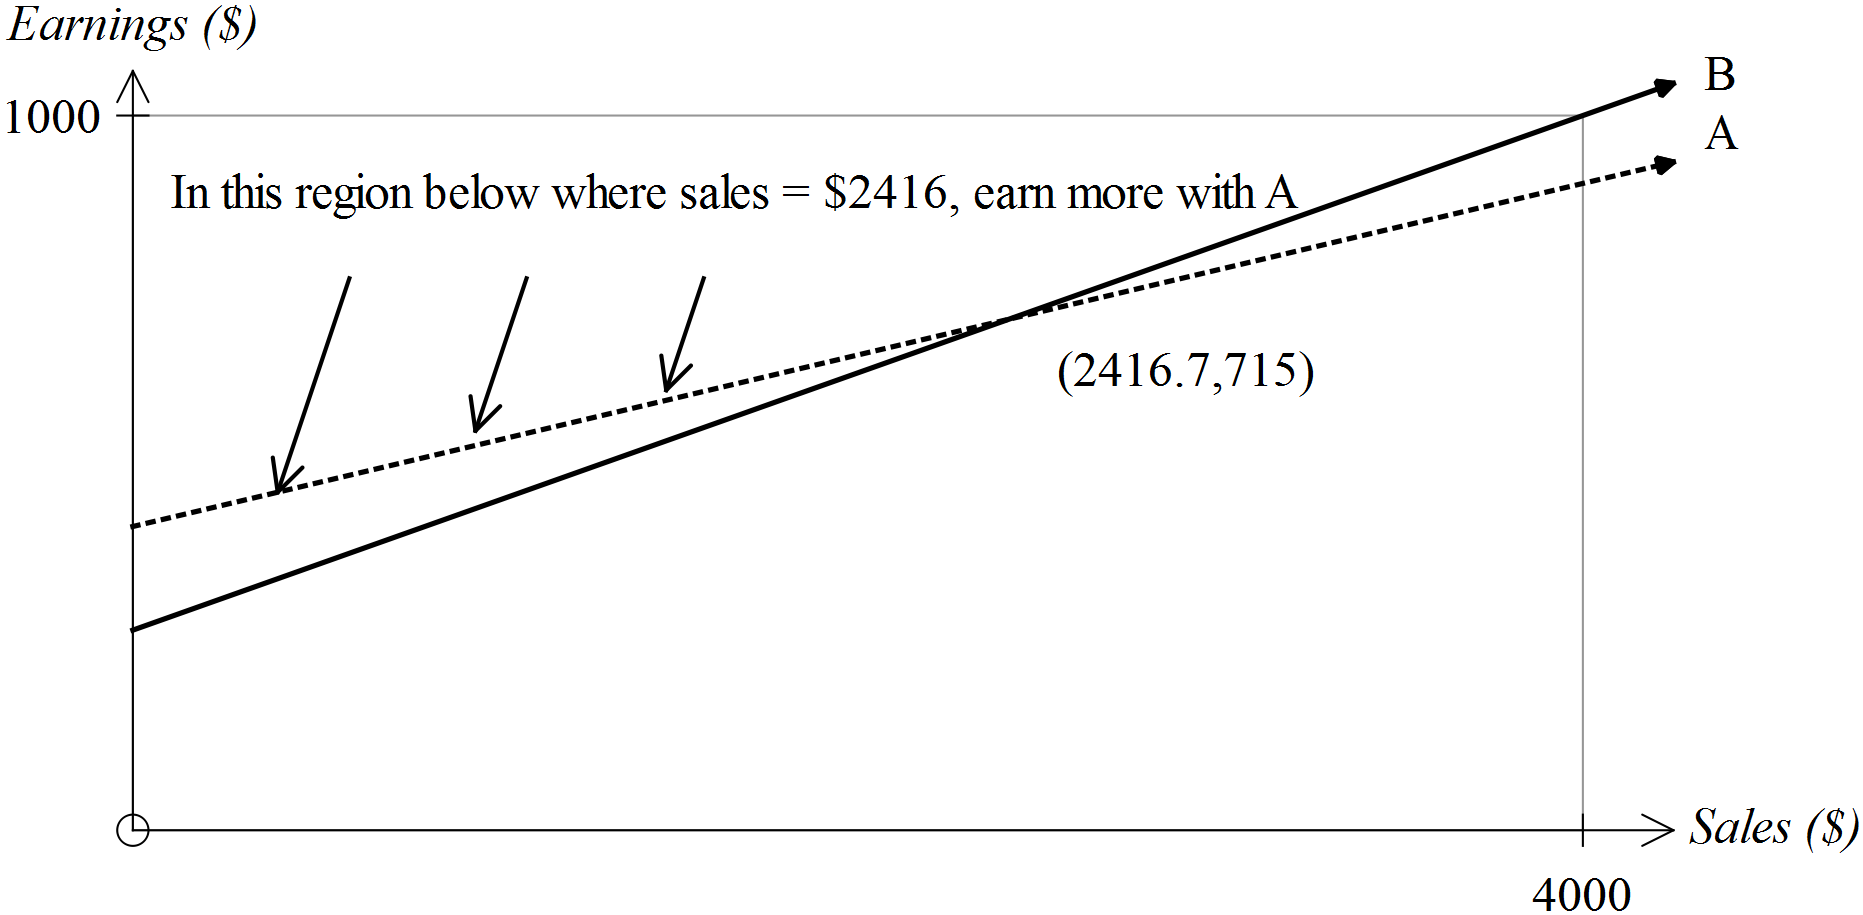 Earnings ($)
1000
B
A
In this region below where sales = $2416, earn more with A
(2416.7,715)
Sales ($)
4000